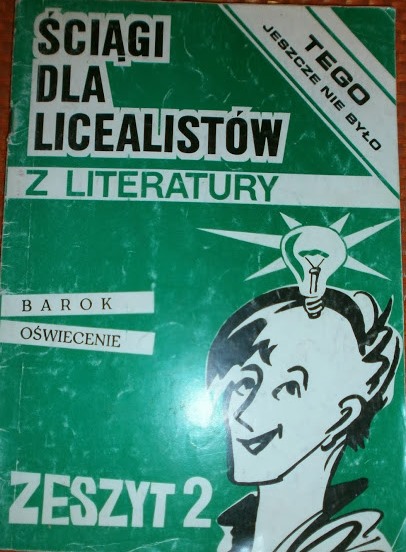 ŚCIĄGI
DLA
LICEALISTÓW
Z LITERATURY
TEGO
JESZCZE NIE BYŁO
BAROK
OŚWIECENIE
ZESZYT 2